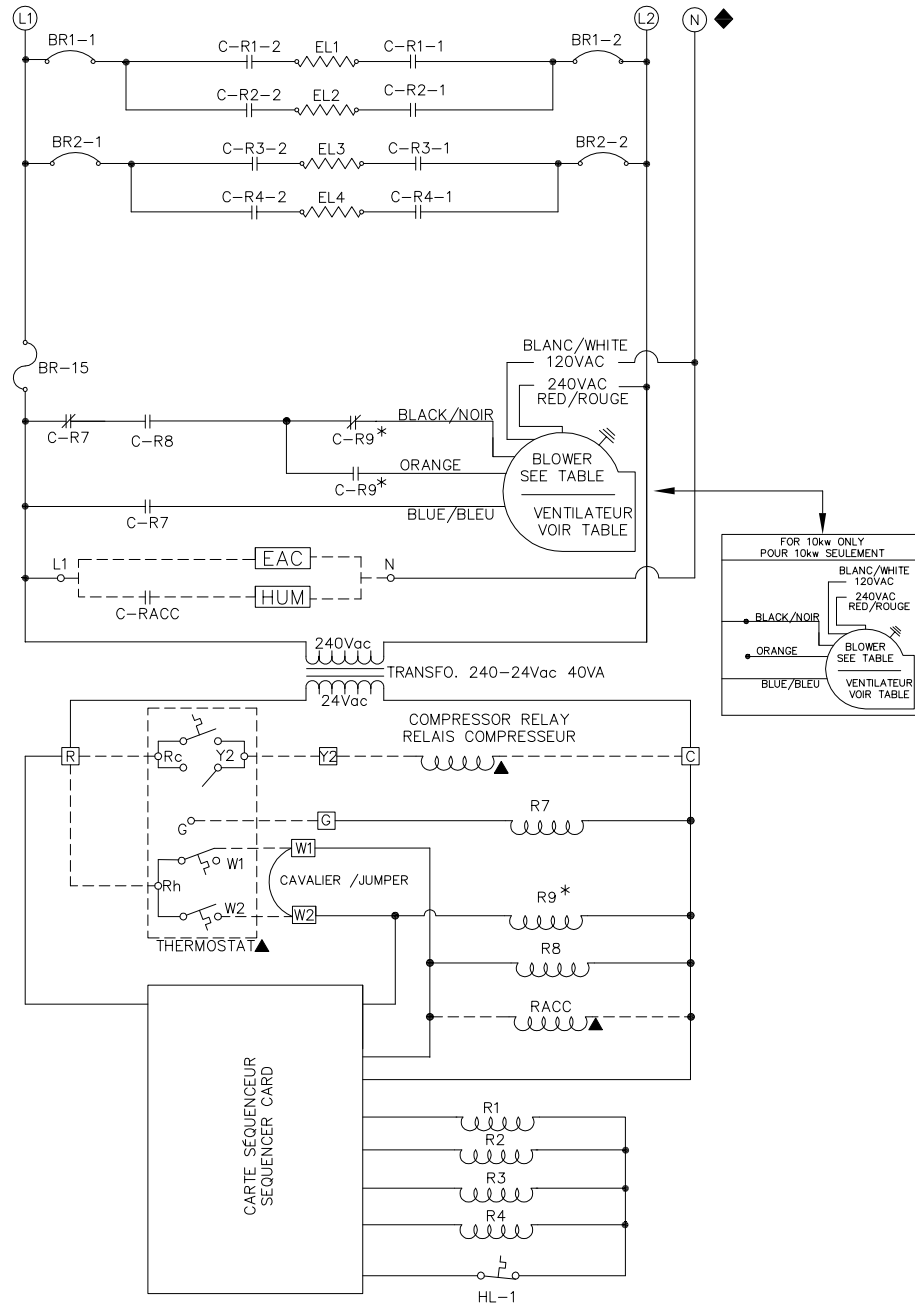 L1
L2
N
BR1-1
C-R1-2
EL1
C-R1-1
BR1-2
C-R2-2
EL2
C-R2-1
BR2-1
C-R3-2
EL3
C-R3-1
BR2-2
C-R4-2
EL4
C-R4-1
BR-15
BLANC/WHITE
120VAC
240VAC
RED/ROUGE
BLACK/NOIR
C-R7
C-R8
C-R9*
ORANGE
C-R9*
BLOWER
SEE TABLE
VENTILATEUR
VOIR TABLE
C-R7
BLUE/BLEU
L1
EAC
N
C-RACC
HUM
FOR 10kw ONLY
POUR 10kw SEULEMENT
BLANC/WHITE
120VAC
240VAC
RED/ROUGE
BLACK/NOIR
ORANGE
BLUE/BLEU
BLOWER
SEE TABLE
VENTILATEUR
VOIR TABLE
240Vac
TRANSFO. 240-24Vac 40VA
24Vac
COMPRESSOR RELAY
RELAIS COMPRESSEUR
R
Rc
Y2
Y2
C
G
G
R7
W1
W1
Rh
CAVALIER /JUMPER
W2
W2
R9*
THERMOSTAT
R8
RACC
CARTE SÉQUENCEUR
SEQUENCER CARD
R1
R2
R3
R4
HL-1